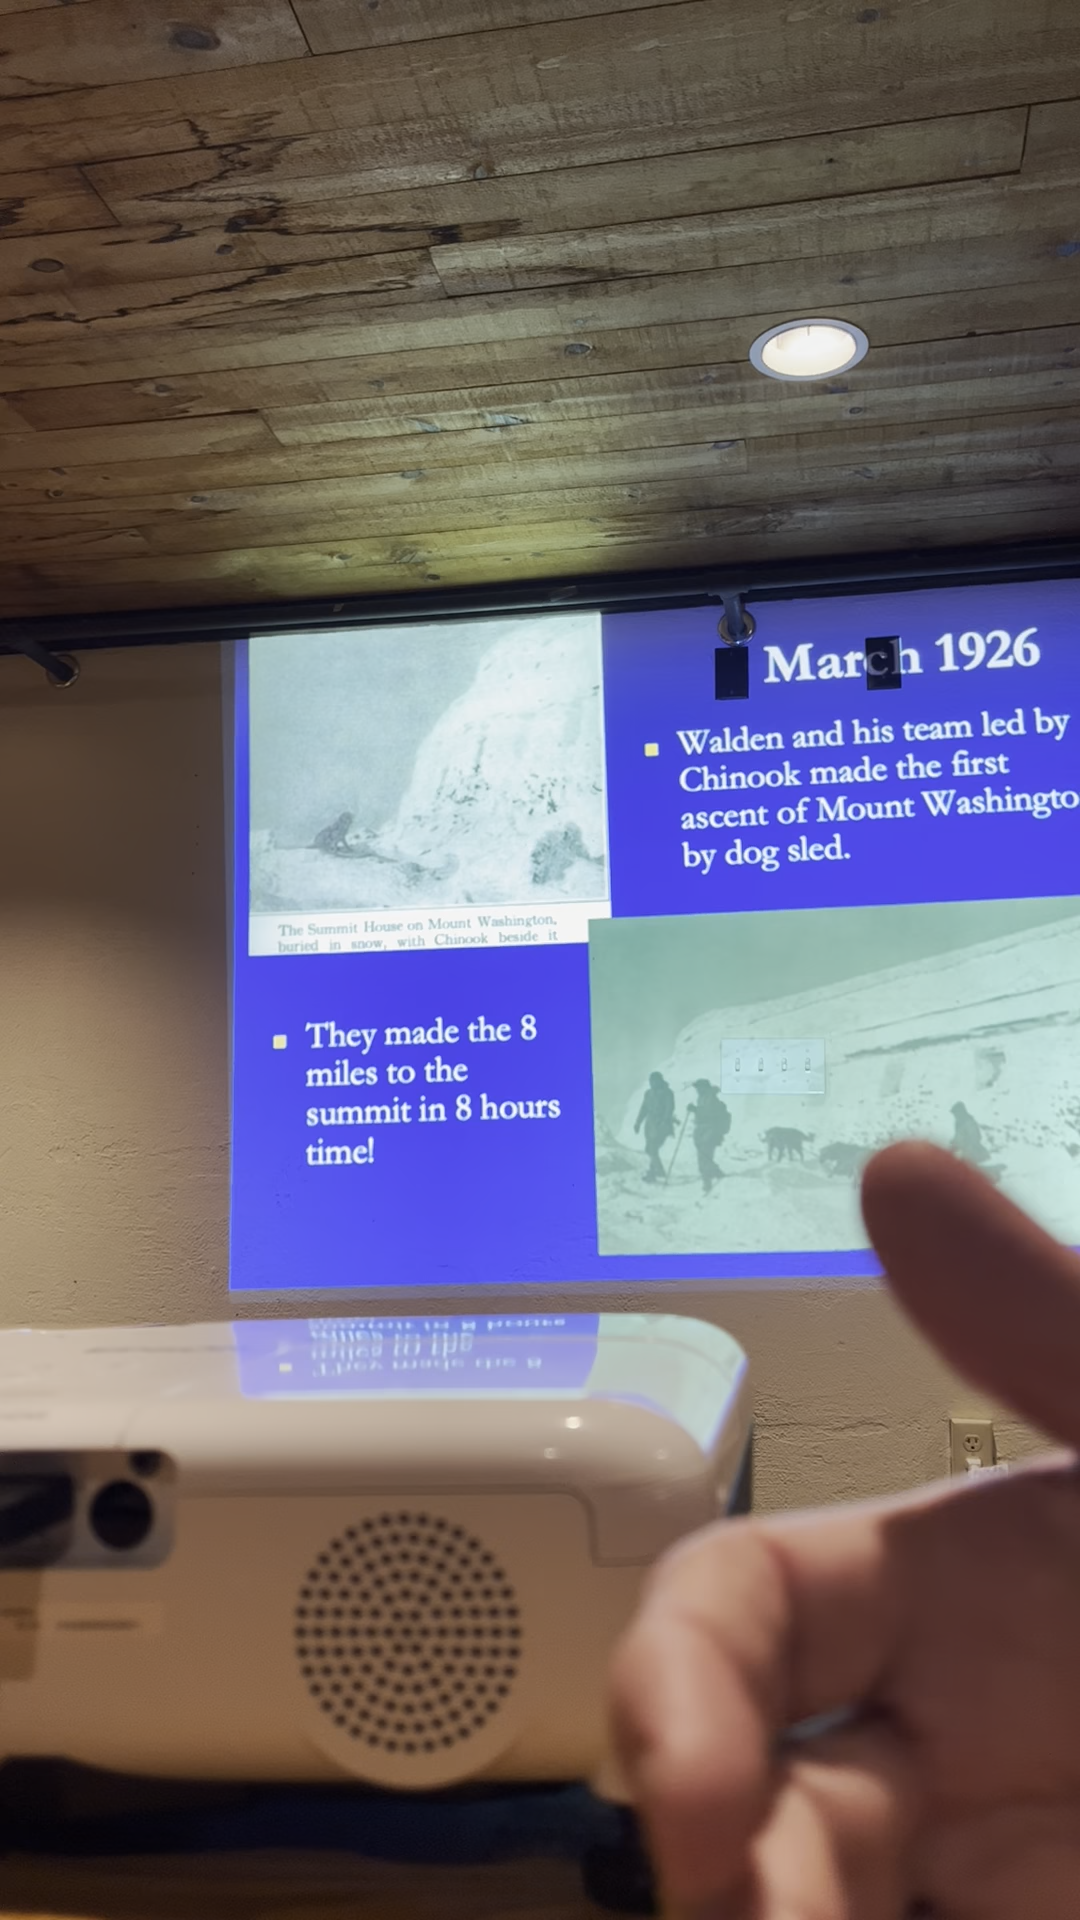 March 1926
Walden and his team led by
Chinook made the first
ascent of Mount Washingto
by dog sled.
The Summit House on Mount Washington,
buried in snow, with Chinook beside it
They made the 8
miles to the
summit in 8 hours
time!